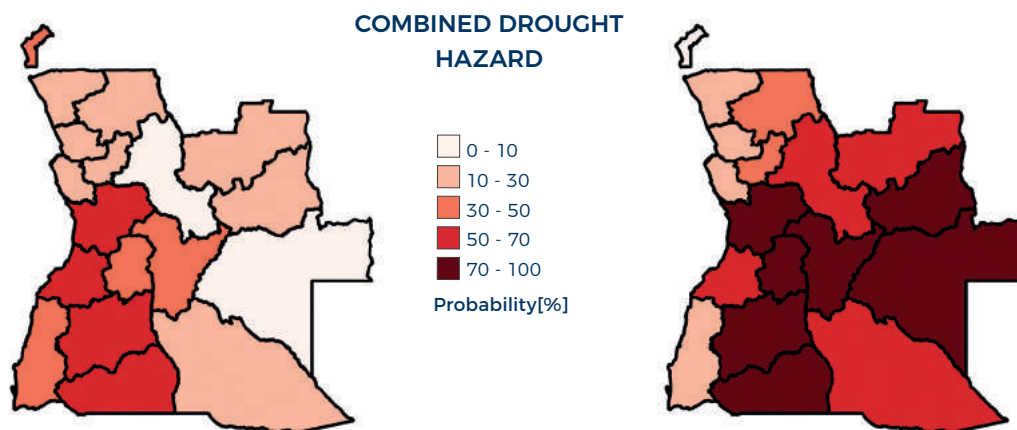 COMBINED DROUGHT
HAZARD
0 - 10
10 - 30
30 - 50
50 - 70
70 - 100
Probability[%]